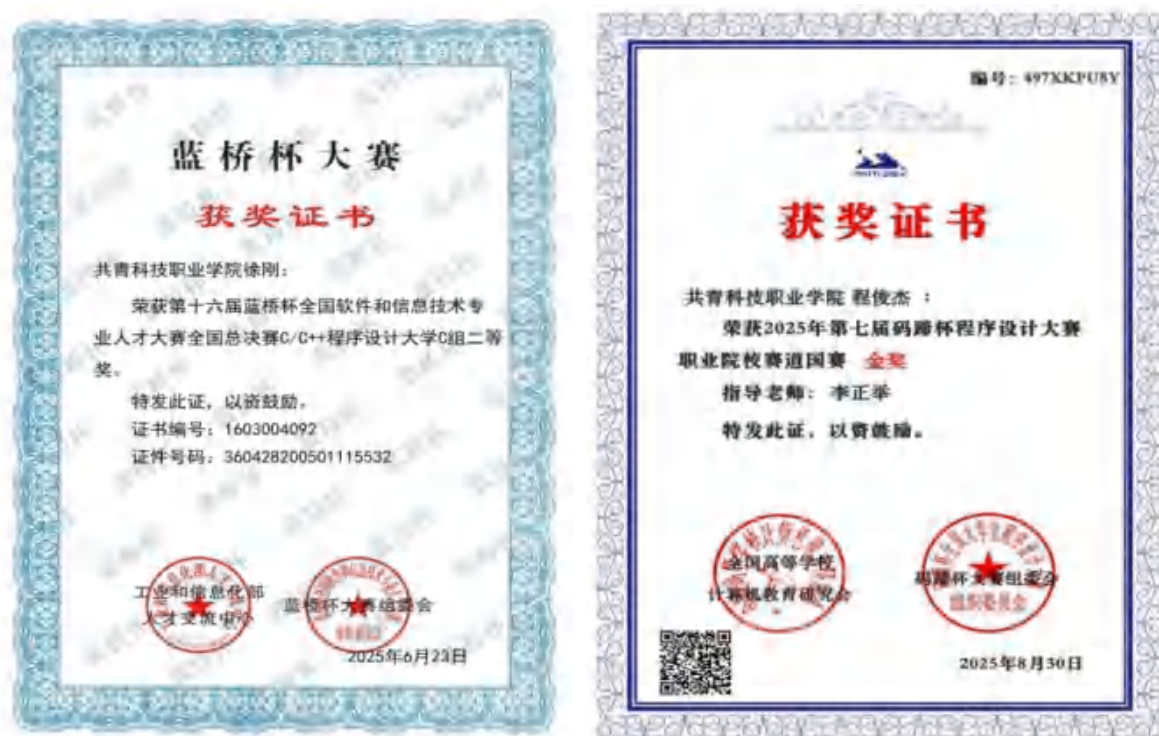 蓝桥杯大赛
获奖证书
共青科技职业学院徐刚:
荣获第十六届蓝桥杯全国软件和信息技术专
业人才大赛全国总决赛C/C++程序设计大学C组二等
奖。
特发此证, 以资鼓励。
证书编号: 1603004092
证件号码: 360428200501115532
工业和信息化部
人才交流中心
蓝桥杯大赛组委会
2025年6月23日
编号: 497XKPU8Y
获奖证书
共青科技职业学院 程俊杰 :
荣获2025年第七届码蹄杯程序设计大赛
职业院校赛道国赛 金奖
指导老师: 李正举
特发此证, 以资鼓励。
全国高等学校
计算机教育研究会
码蹄杯大赛组委会
组织委员会
2025年8月30日